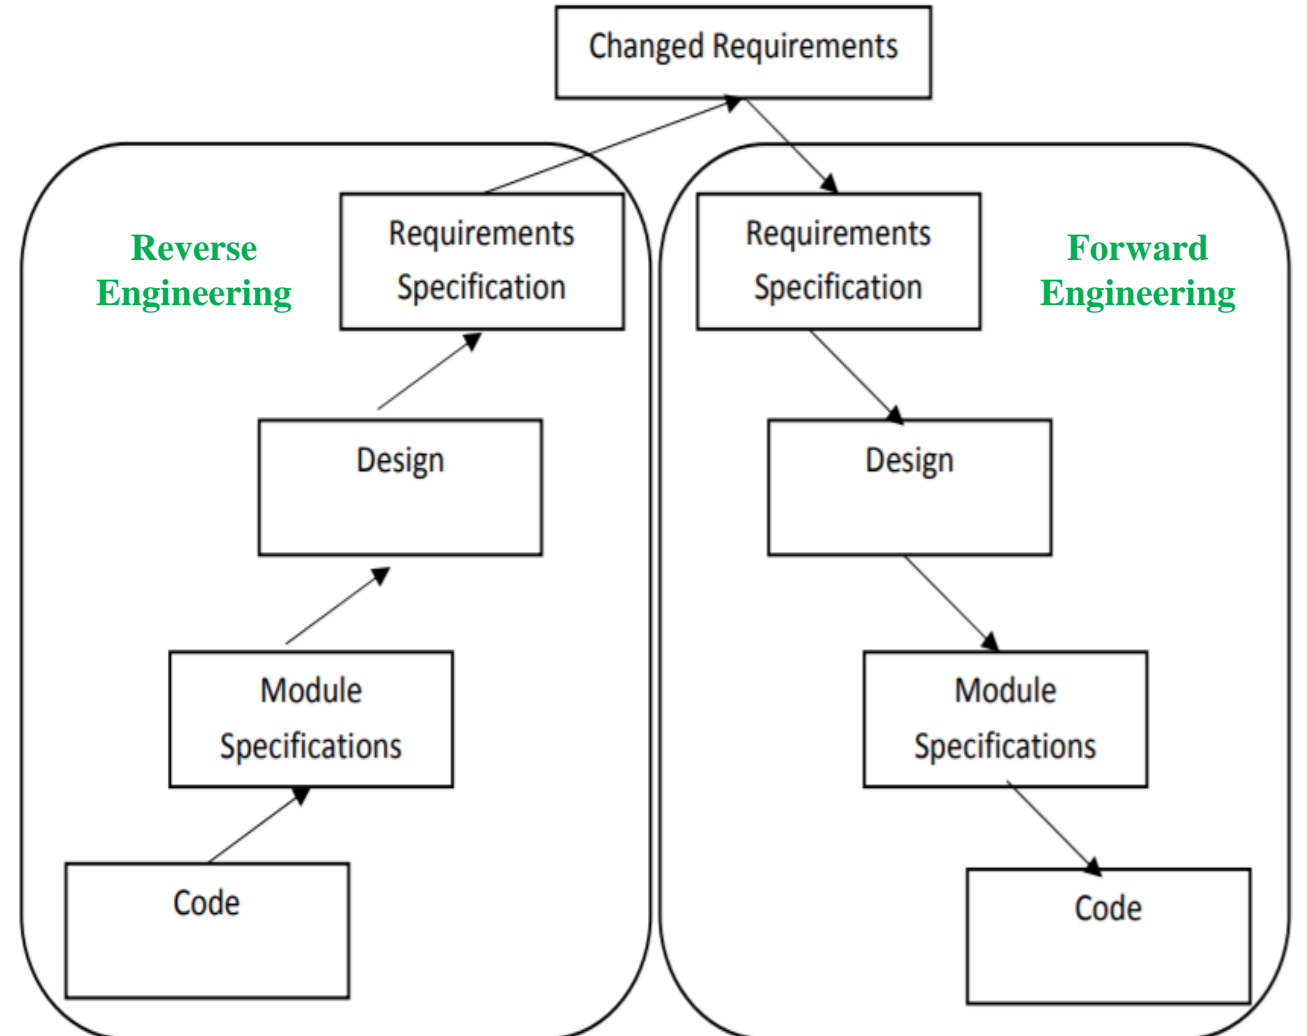 Changed Requirements
Reverse
Engineering
Requirements
Specification
Design
Module
Specifications
Code
Requirements
Specification
Forward
Engineering
Design
Module
Specifications
Code